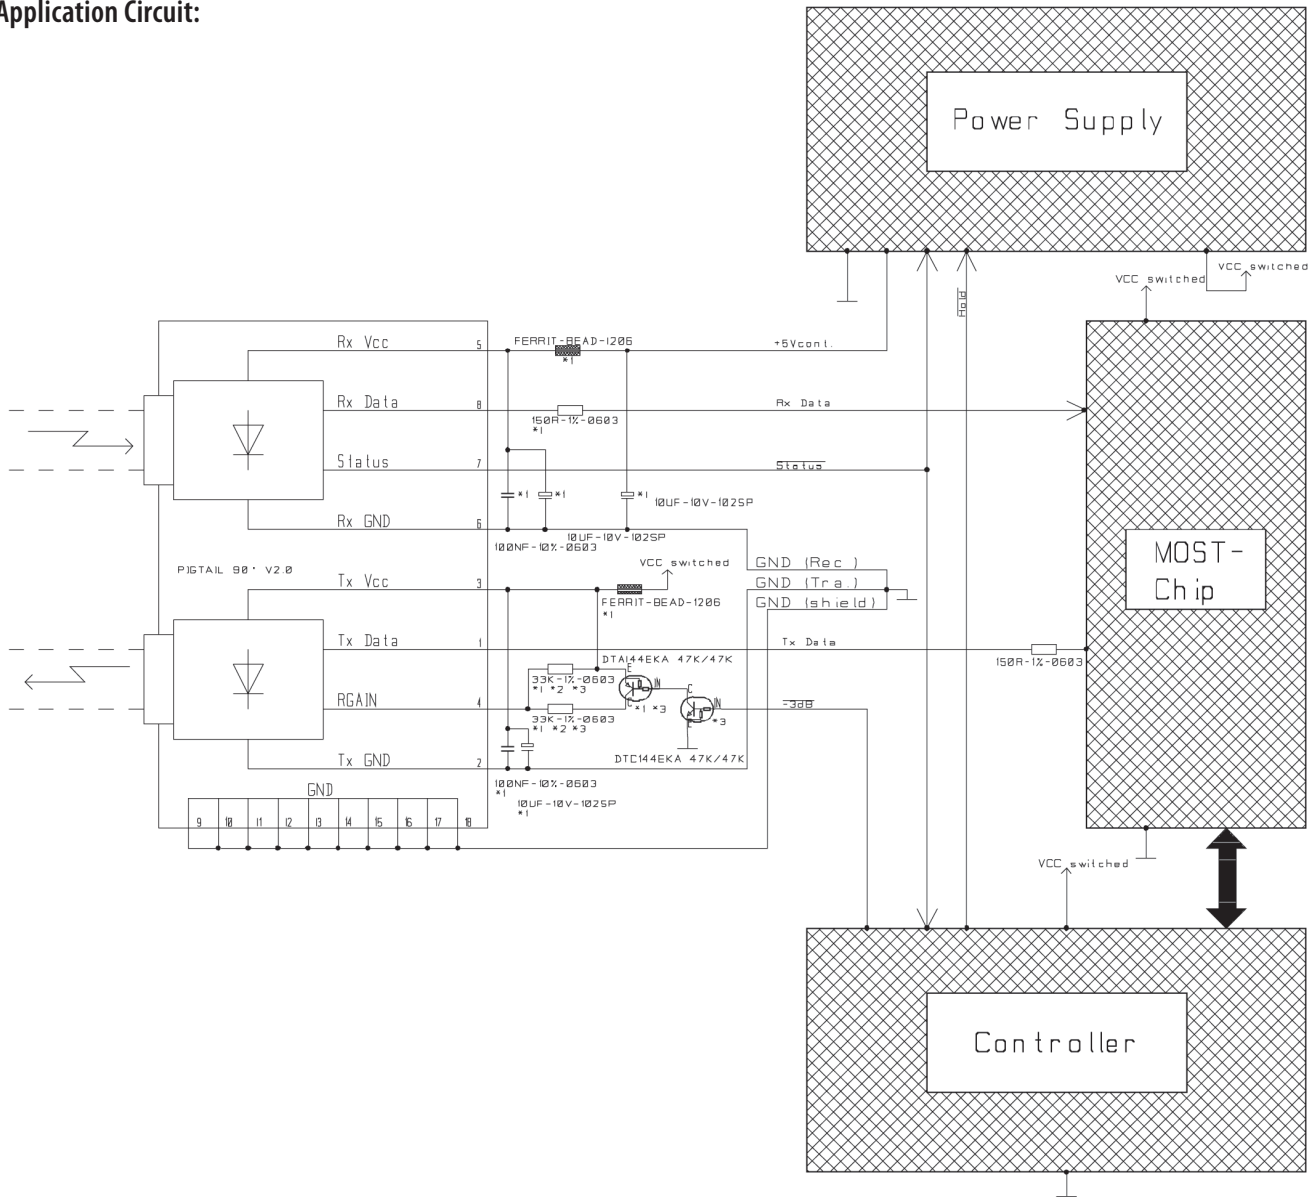 Application Circuit:
Power Supply
VCC switched
VCC switched
Hold
Rx Vcc
5
FERRIT-BEAD-1206
*1
+5Vcont.
Rx Data
8
150R-1%-0603
*1
Rx Data
Status
7
Status
*1
*1
*1
10UF-10V-1025P
Rx GND
6
10UF-10V-1025P
100NF-10%-0603
MOST-
Chip
PIGTAIL 90° V2.0
VCC switched
GND (Rec.)
GND (Tra.)
GND (shield)
Tx Vcc
3
FERRIT-BEAD-1206
*1
Tx Data
1
Tx Data
150R-1%-0603
DTA144EKA 47K/47K
E
IN
C
33K-1%-0603
*1 *2 *3
*1 *3
C
IN
E
*3
RGAIN
4
33K-1%-0603
*1 *2 *3
-3dB
Tx GND
2
DTC144EKA 47K/47K
100NF-10%-0603
*1
10UF-10V-1025P
*1
GND
9 10 11 12 13 14 15 16 17 18
VCC switched
Controller